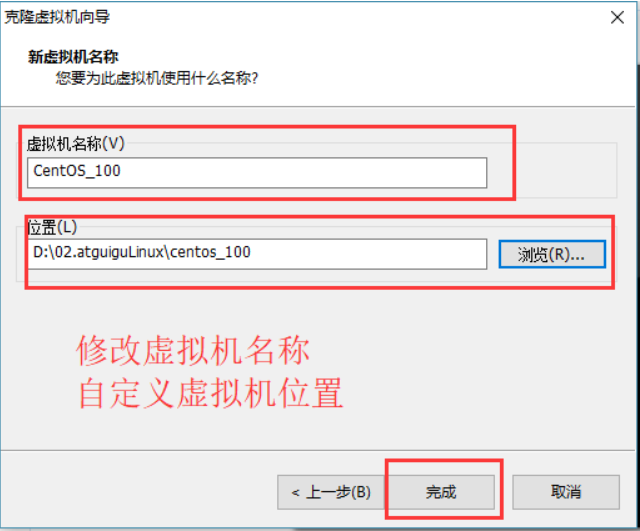 克隆虚拟机向导
新虚拟机名称
您要为此虚拟机使用什么名称?
虚拟机名称(V)
CentOS_100
位置(L)
D:\02.atguiguLinux\centos_100
浏览(R)...
修改虚拟机名称
自定义虚拟机位置
< 上一步(B)
完成
取消